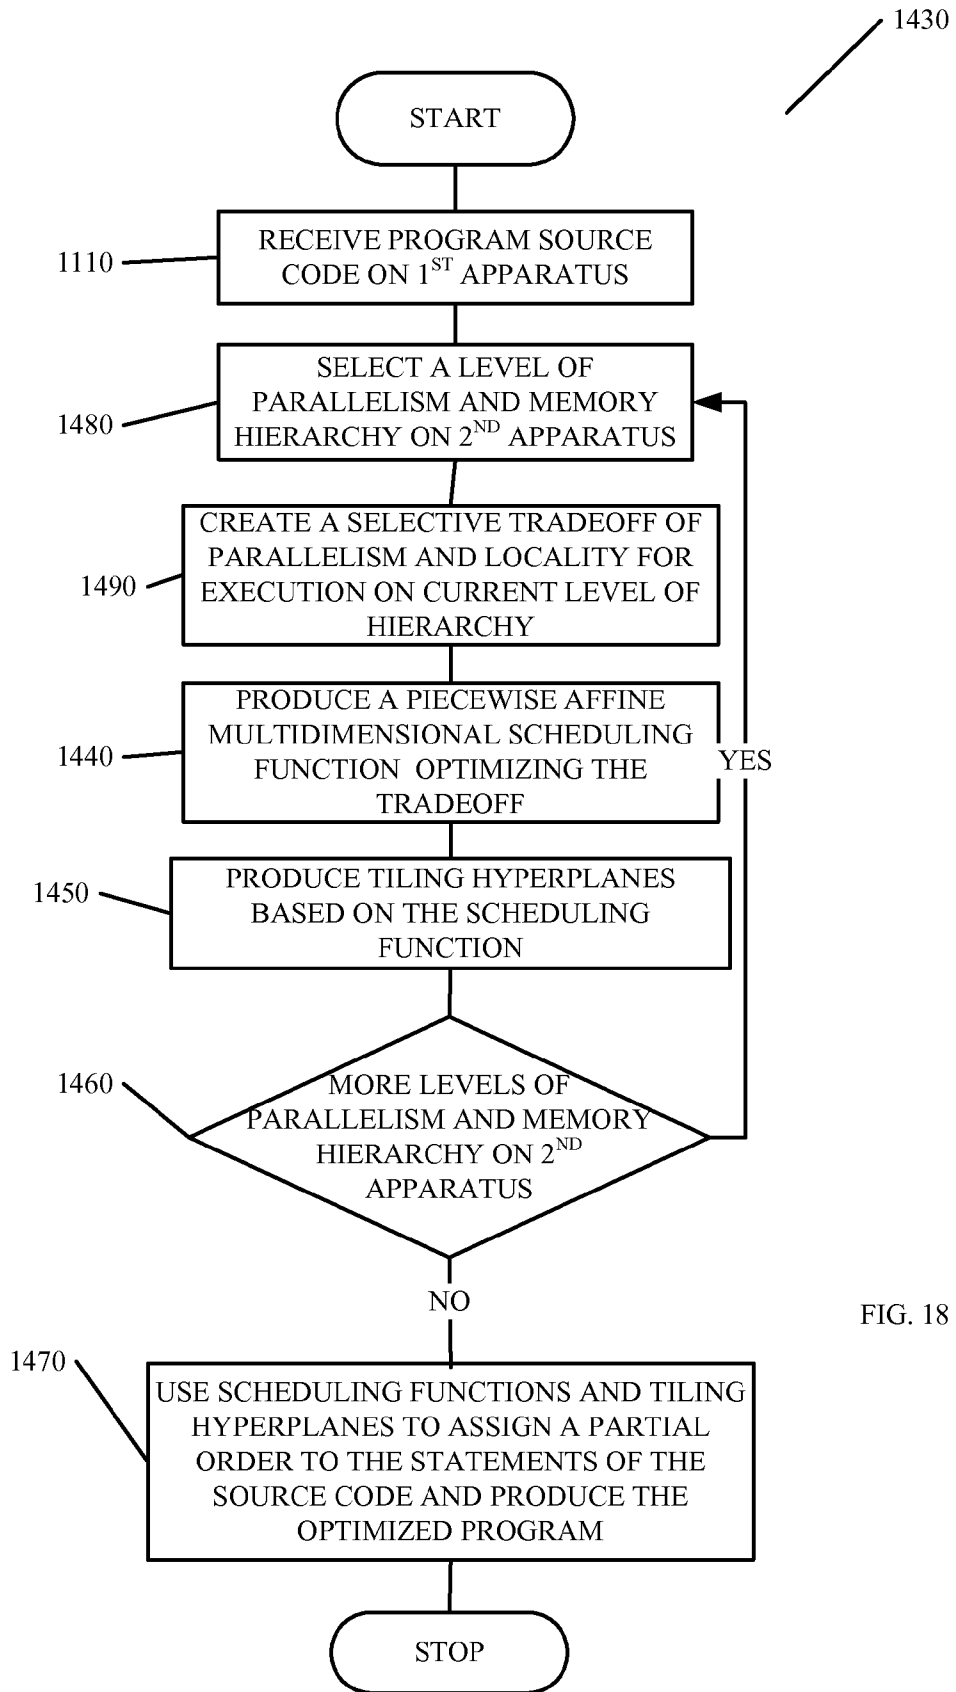 1430
START
1110
RECEIVE PROGRAM SOURCE
CODE ON 1ST APPARATUS
1480
SELECT A LEVEL OF
PARALLELISM AND MEMORY
HIERARCHY ON 2ND APPARATUS
1490
CREATE A SELECTIVE TRADEOFF OF
PARALLELISM AND LOCALITY FOR
EXECUTION ON CURRENT LEVEL OF
HIERARCHY
1440
PRODUCE A PIECEWISE AFFINE
MULTIDIMENSIONAL SCHEDULING
FUNCTION OPTIMIZING THE
TRADEOFF
YES
1450
PRODUCE TILING HYPERPLANES
BASED ON THE SCHEDULING
FUNCTION
1460
MORE LEVELS OF
PARALLELISM AND MEMORY
HIERARCHY ON 2ND
APPARATUS
NO
FIG. 18
1470
USE SCHEDULING FUNCTIONS AND TILING
HYPERPLANES TO ASSIGN A PARTIAL
ORDER TO THE STATEMENTS OF THE
SOURCE CODE AND PRODUCE THE
OPTIMIZED PROGRAM
STOP